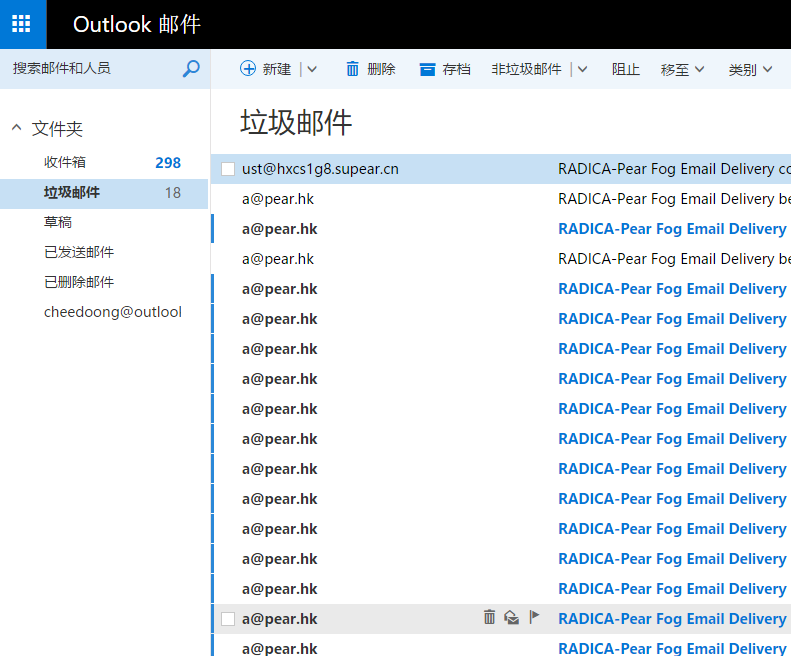 Outlook 邮件
搜索邮件和人员
新建 删除 存档 非垃圾邮件 阻止 移至 类别
文件夹
收件箱 298
垃圾邮件 18
草稿
已发送邮件
已删除邮件
cheedoong@outlool
垃圾邮件
ust@hxcs1g8.supear.cn RADICA-Pear Fog Email Delivery co
a@pear.hk RADICA-Pear Fog Email Delivery be
a@pear.hk RADICA-Pear Fog Email Delivery
a@pear.hk RADICA-Pear Fog Email Delivery be
a@pear.hk RADICA-Pear Fog Email Delivery
a@pear.hk RADICA-Pear Fog Email Delivery
a@pear.hk RADICA-Pear Fog Email Delivery
a@pear.hk RADICA-Pear Fog Email Delivery
a@pear.hk RADICA-Pear Fog Email Delivery
a@pear.hk RADICA-Pear Fog Email Delivery
a@pear.hk RADICA-Pear Fog Email Delivery
a@pear.hk RADICA-Pear Fog Email Delivery
a@pear.hk RADICA-Pear Fog Email Delivery
a@pear.hk RADICA-Pear Fog Email Delivery
a@pear.hk RADICA-Pear Fog Email Delivery
a@pear.hk RADICA-Pear Fog Email Delivery
a@pear.hk RADICA-Pear Fog Email Delivery